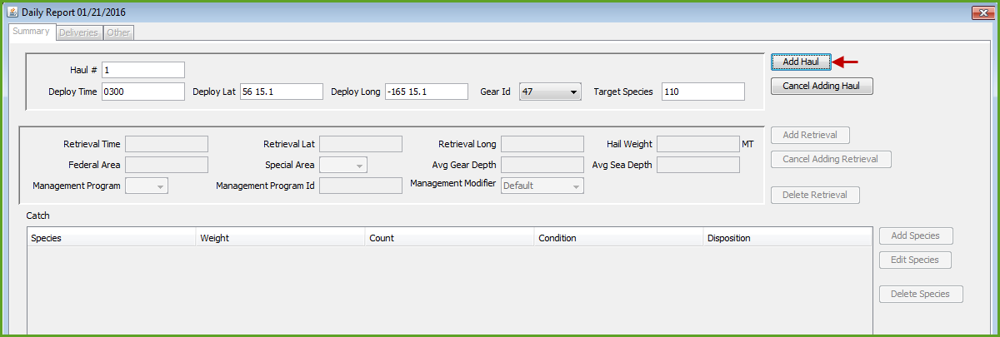 Daily Report 01/21/2016
Summary Deliveries Other
Haul # 1 Add Haul
Deploy Time 0300 Deploy Lat 56 15.1 Deploy Long -165 15.1 Gear Id 47 Target Species 110 Cancel Adding Haul
Retrieval Time Retrieval Lat Retrieval Long Hail Weight MT Add Retrieval
Federal Area Special Area Avg Gear Depth Avg Sea Depth Cancel Adding Retrieval
Management Program Management Program Id Management Modifier Default Delete Retrieval
Catch
Species Weight Count Condition Disposition Add Species
Edit Species
Delete Species